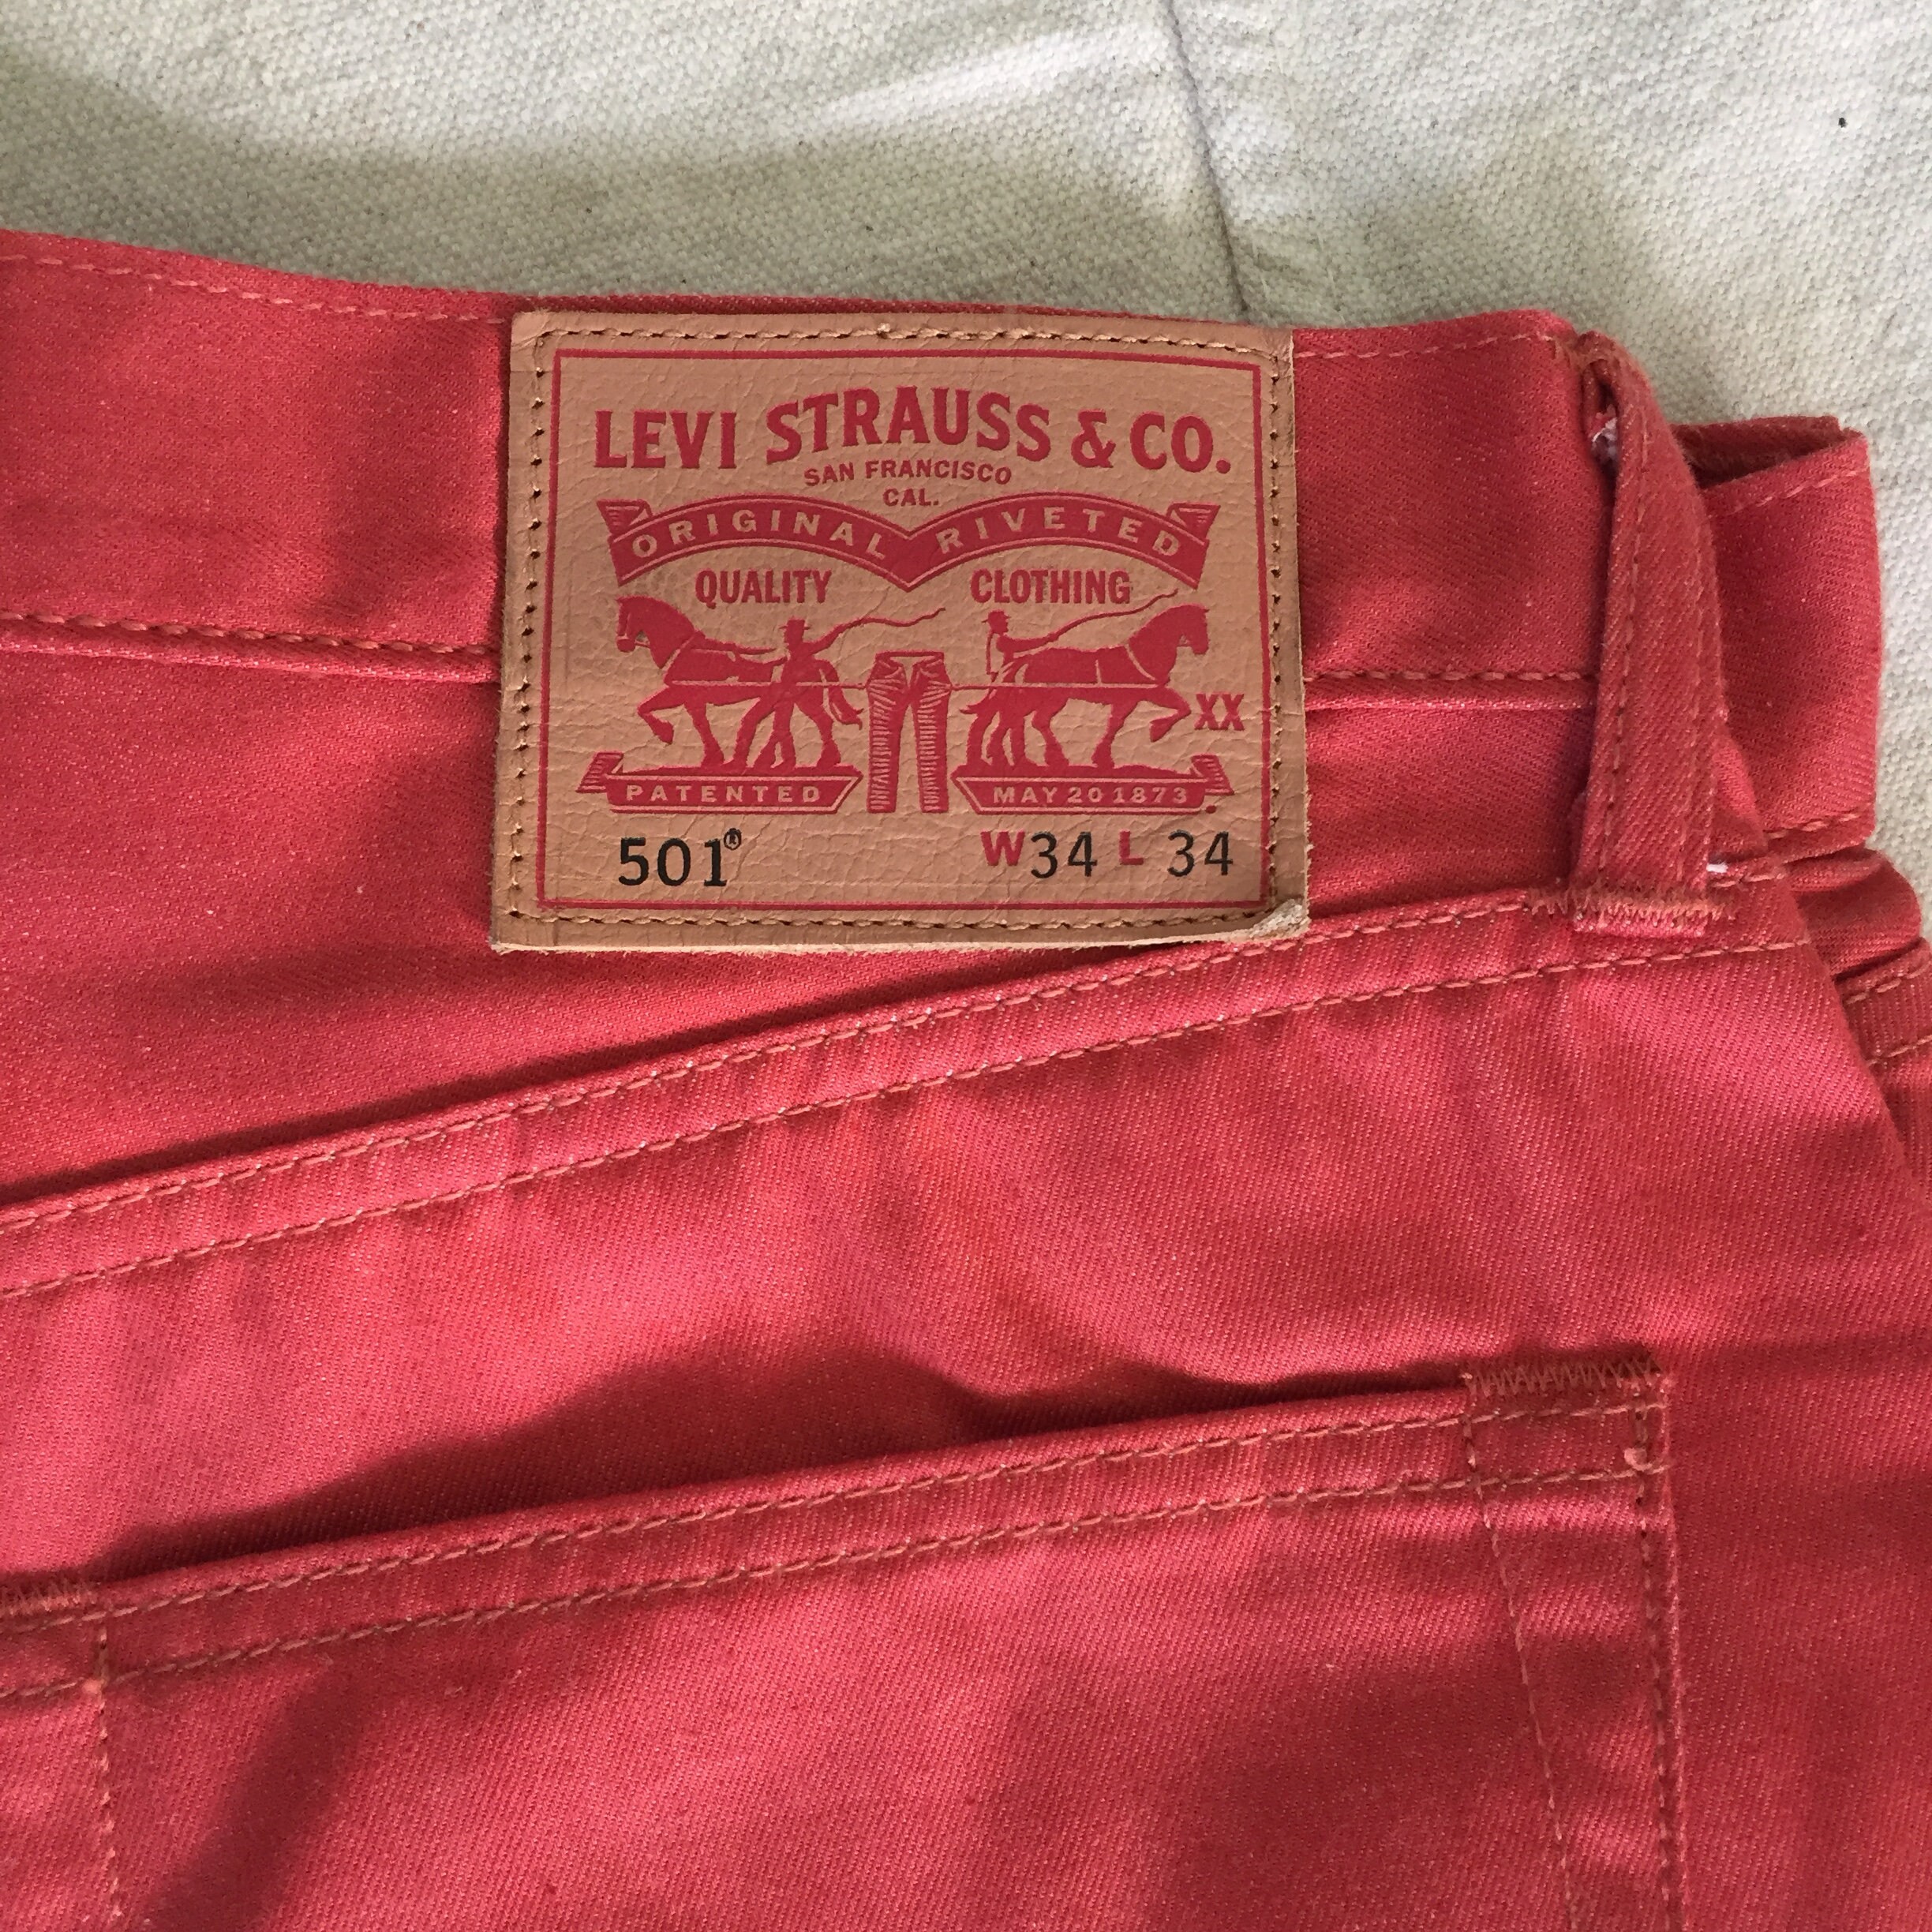 LEVI STRAUSS & CO.
SAN FRANCISCO
CAL.
ORIGINAL RIVETED
QUALITY CLOTHING
XX
PATENTED MAY 20 1873
501® W34 L 34